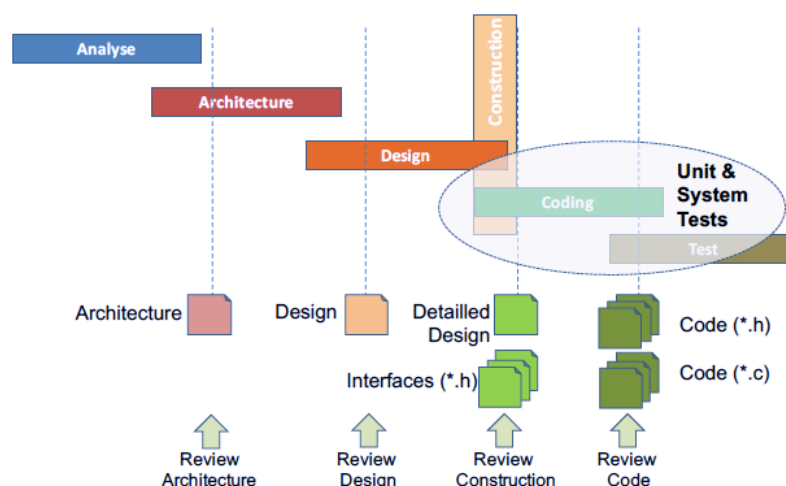 Analyse
Architecture
Construction
Design
Unit &
System
Tests
Coding
Test
Architecture
Design
Detailled
Design
Code (*.h)
Interfaces (*.h)
Code (*.c)
Review
Architecture
Review
Design
Review
Construction
Review
Code